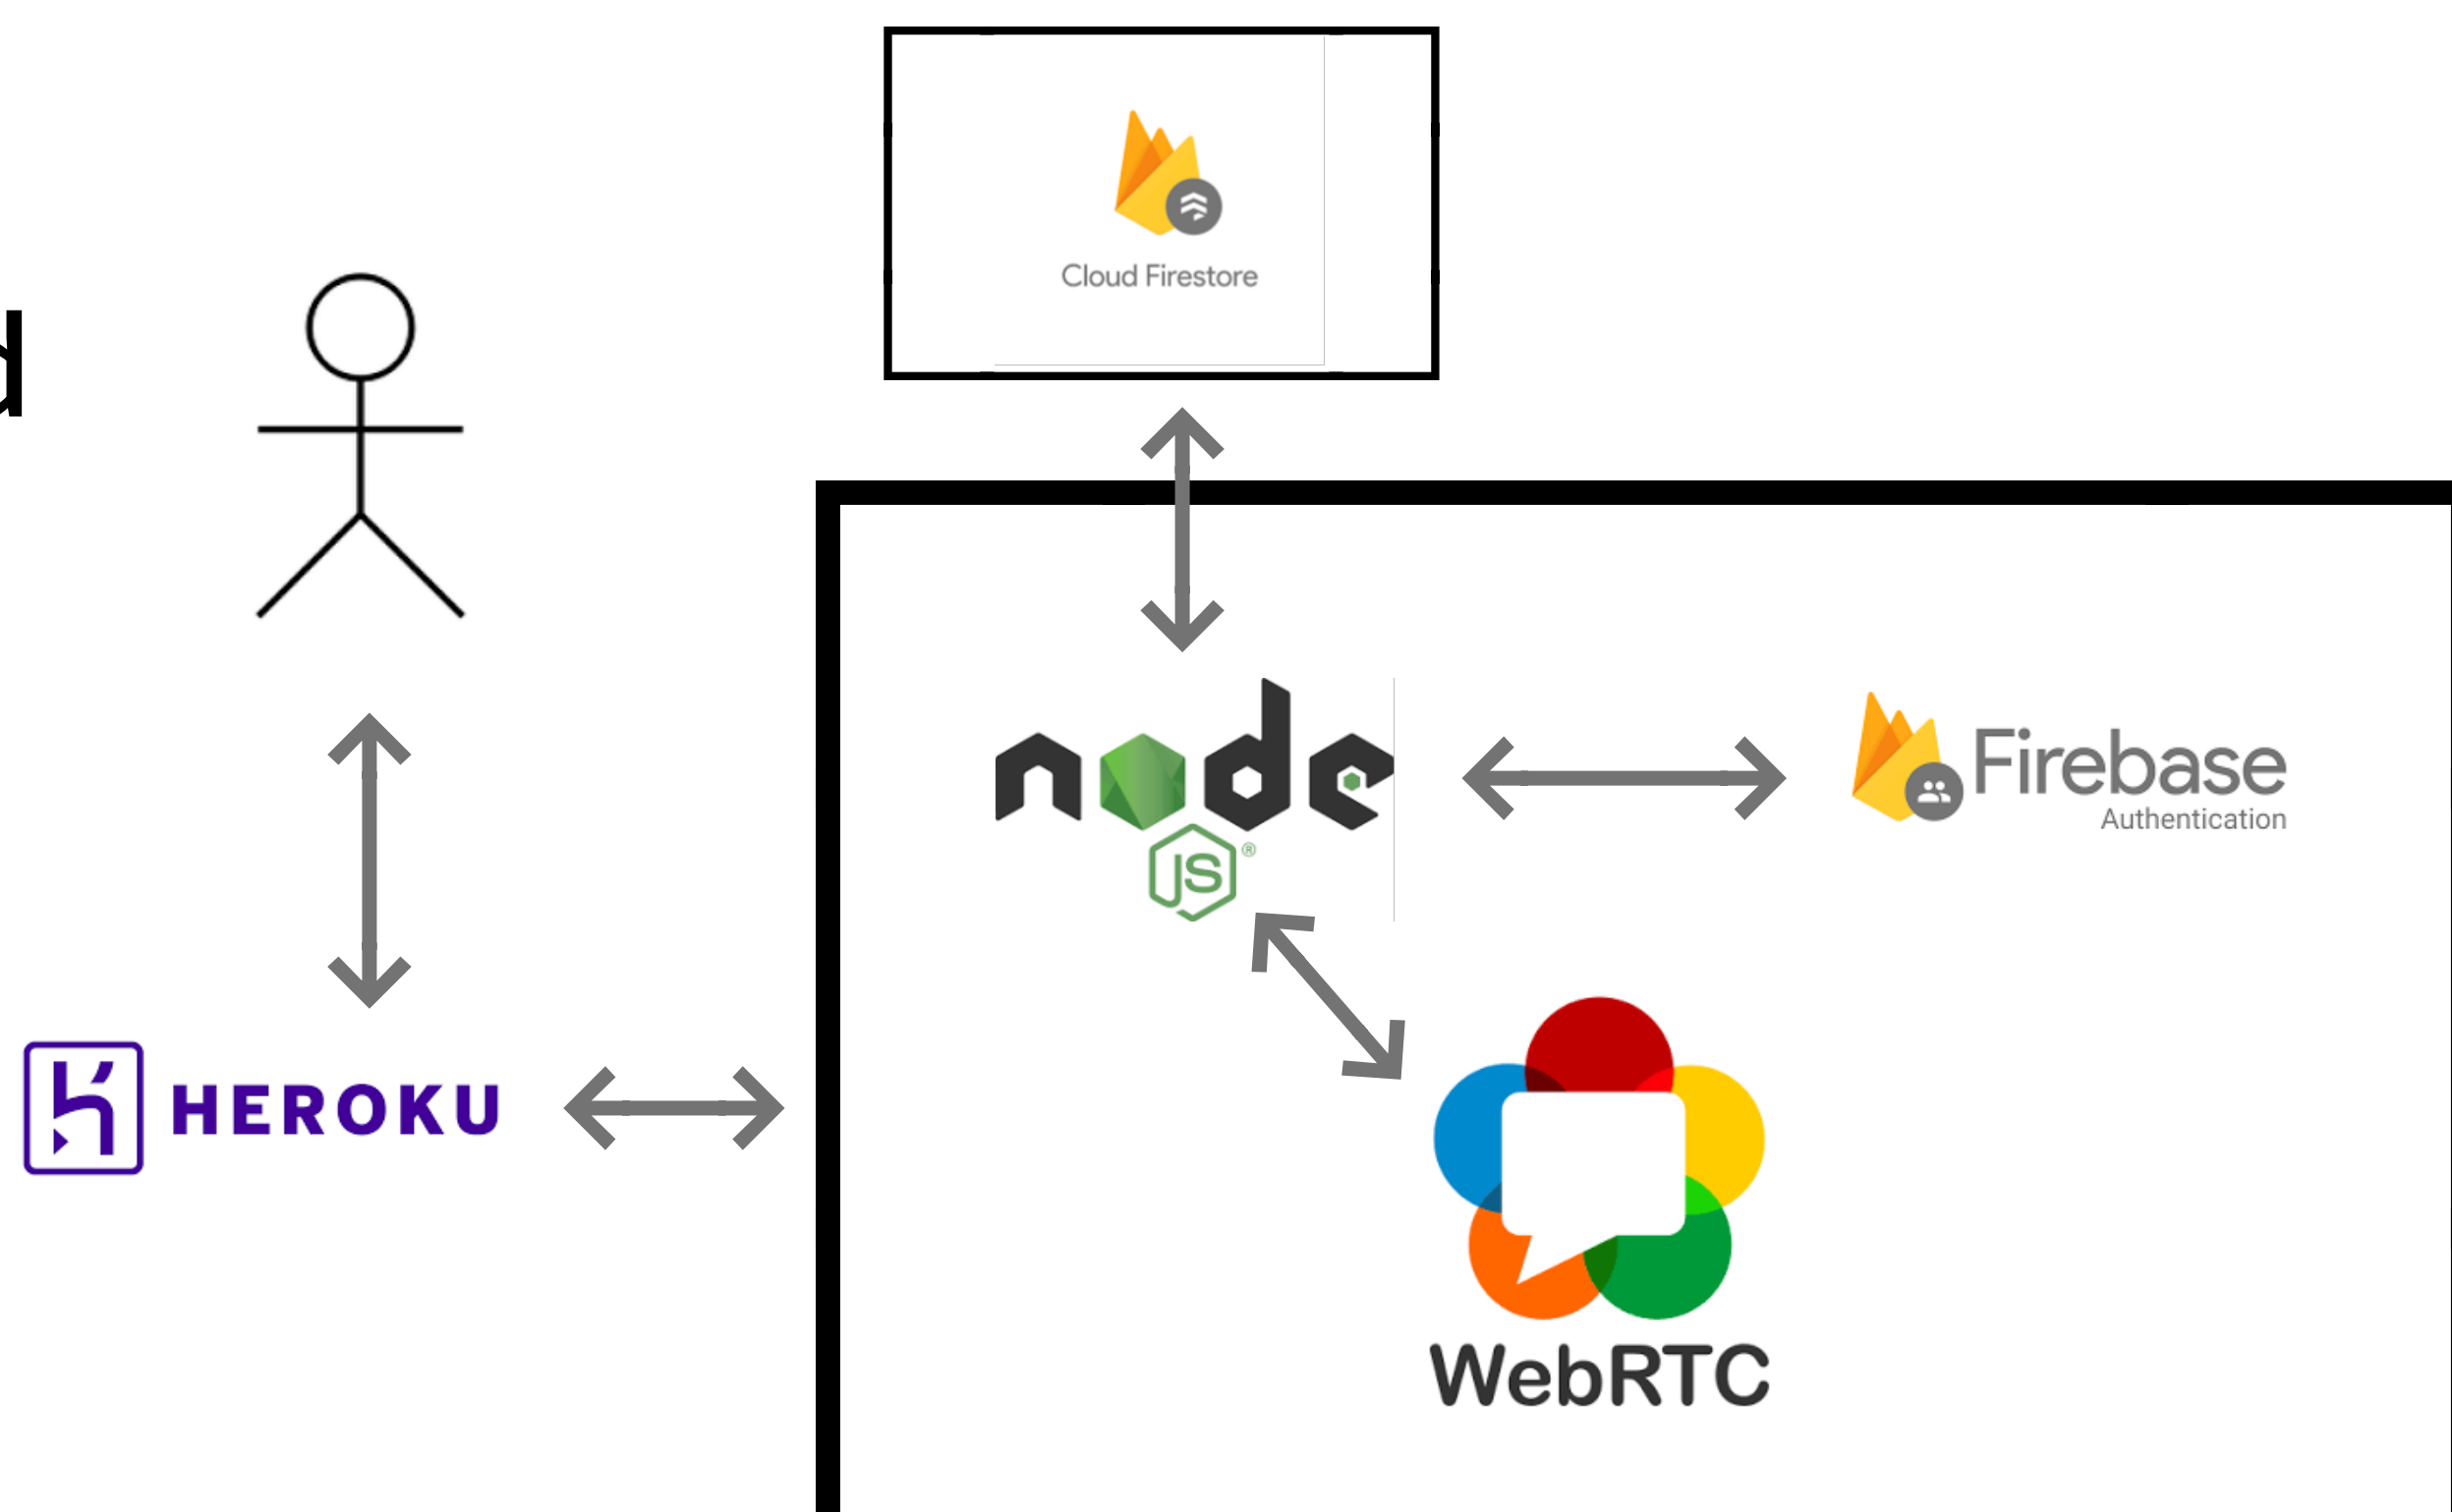 d
Cloud Firestore
node
JS®
Firebase
Authentication
HEROKU
WebRTC